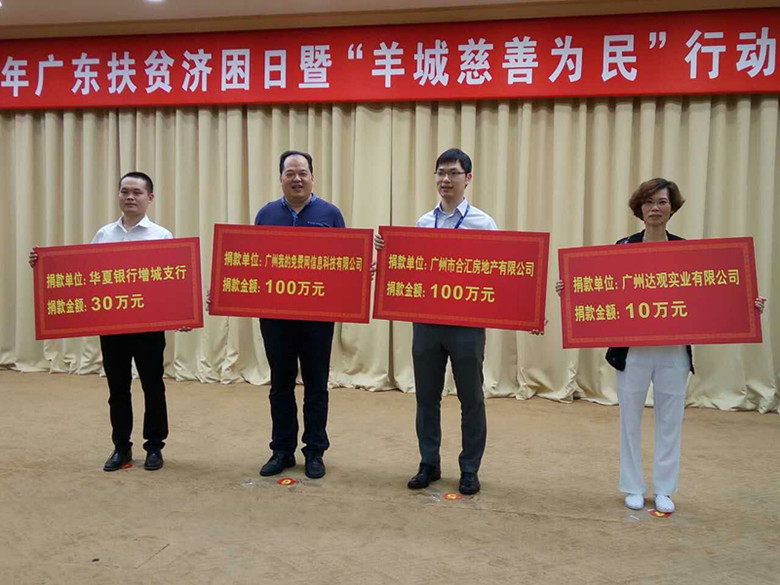 年广东扶贫济困日暨“羊城慈善为民”行动
捐款单位: 华夏银行增城支行
捐款金额: 30万元
捐款单位: 广州我的免费网信息科技有限公司
捐款金额: 100万元
捐款单位: 广州市合汇房地产有限公司
捐款金额: 100万元
捐款单位: 广州达观实业有限公司
捐款金额: 10万元